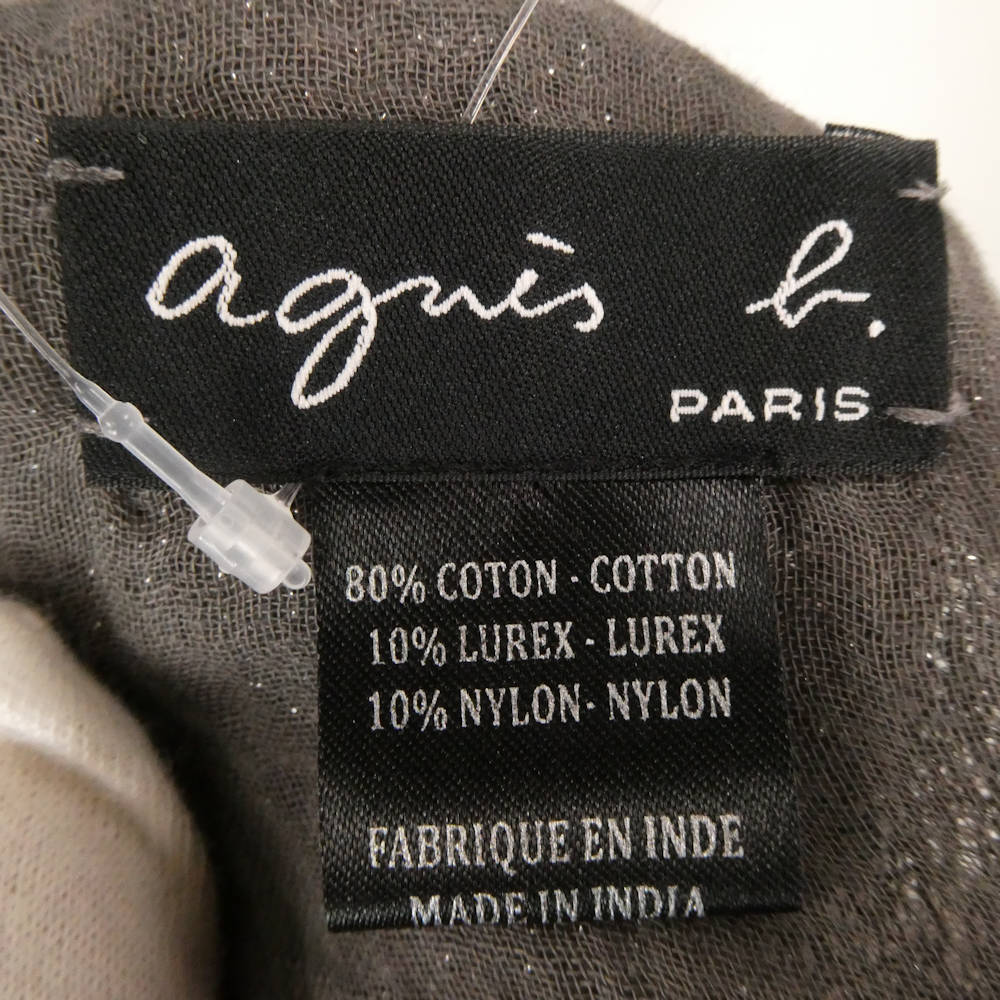 agnès b.
PARIS
80% COTON - COTTON
10% LUREX - LUREX
10% NYLON - NYLON
FABRIQUE EN INDE
MADE IN INDIA